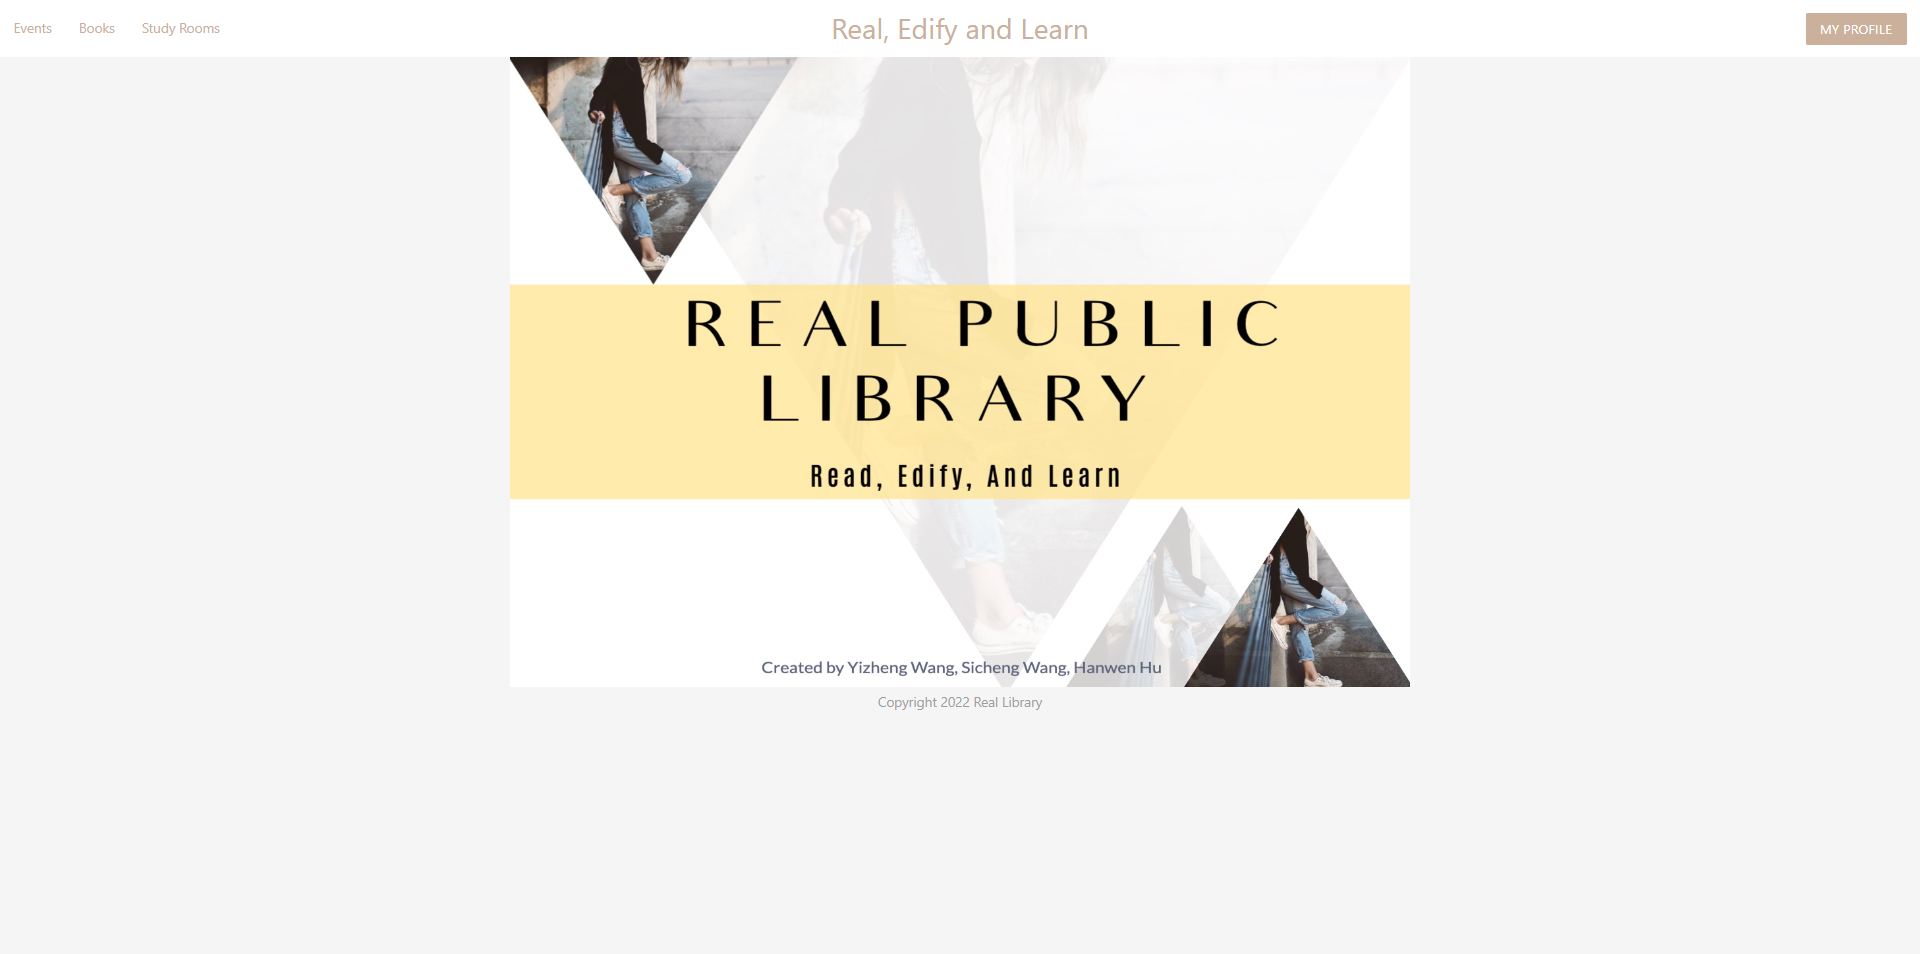 Events Books Study Rooms
Real, Edify and Learn
MY PROFILE
REAL PUBLIC
LIBRARY
Read, Edify, And Learn
Created by Yizheng Wang, Sicheng Wang, Hanwen Hu
Copyright 2022 Real Library